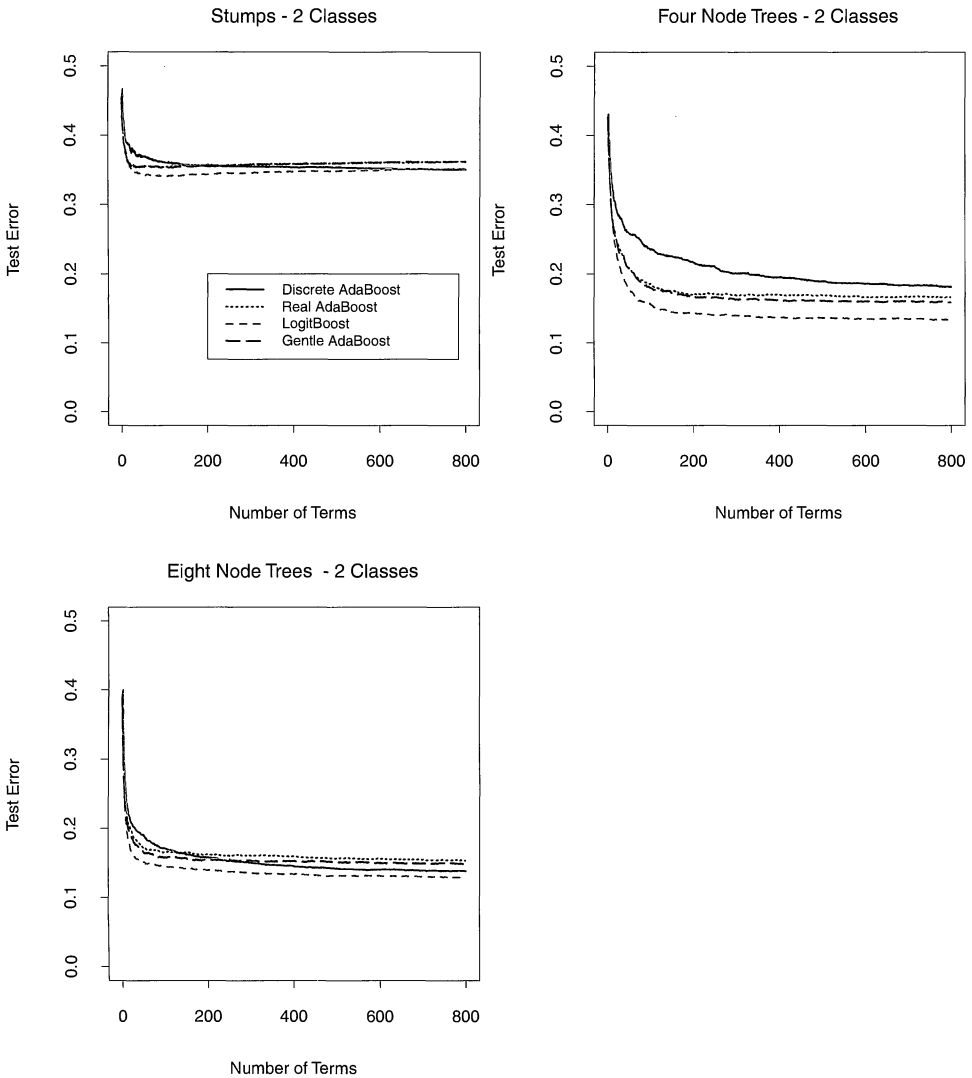 Stumps - 2 Classes
Test Error
0.5
0.4
0.3
0.2
0.1
0.0
Discrete AdaBoost
Real AdaBoost
LogitBoost
Gentle AdaBoost
0 200 400 600 800
Number of Terms
Four Node Trees - 2 Classes
Test Error
0.5
0.4
0.3
0.2
0.1
0.0
0 200 400 600 800
Number of Terms
Eight Node Trees - 2 Classes
Test Error
0.5
0.4
0.3
0.2
0.1
0.0
0 200 400 600 800
Number of Terms